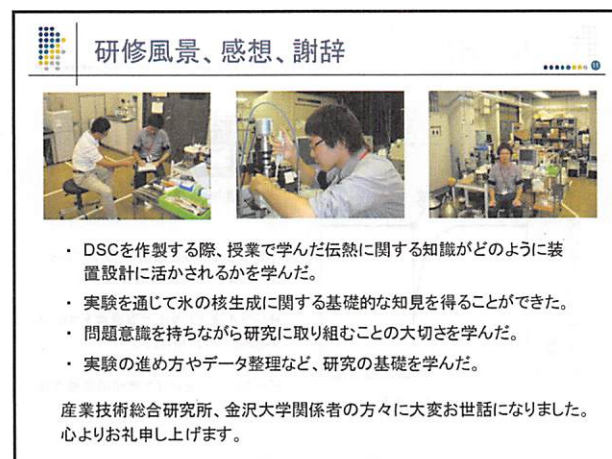 研修風景、感想、謝辞
・ DSCを作製する際、授業で学んだ伝熱に関する知識がどのように装
置設計に活かされるかを学んだ。
・ 実験を通じて氷の核生成に関する基礎的な知見を得ることができた。
・ 問題意識を持ちながら研究に取り組むことの大切さを学んだ。
・ 実験の進め方やデータ整理など、研究の基礎を学んだ。
産業技術総合研究所、金沢大学関係者の方々に大変お世話になりました。
心よりお礼申し上げます。